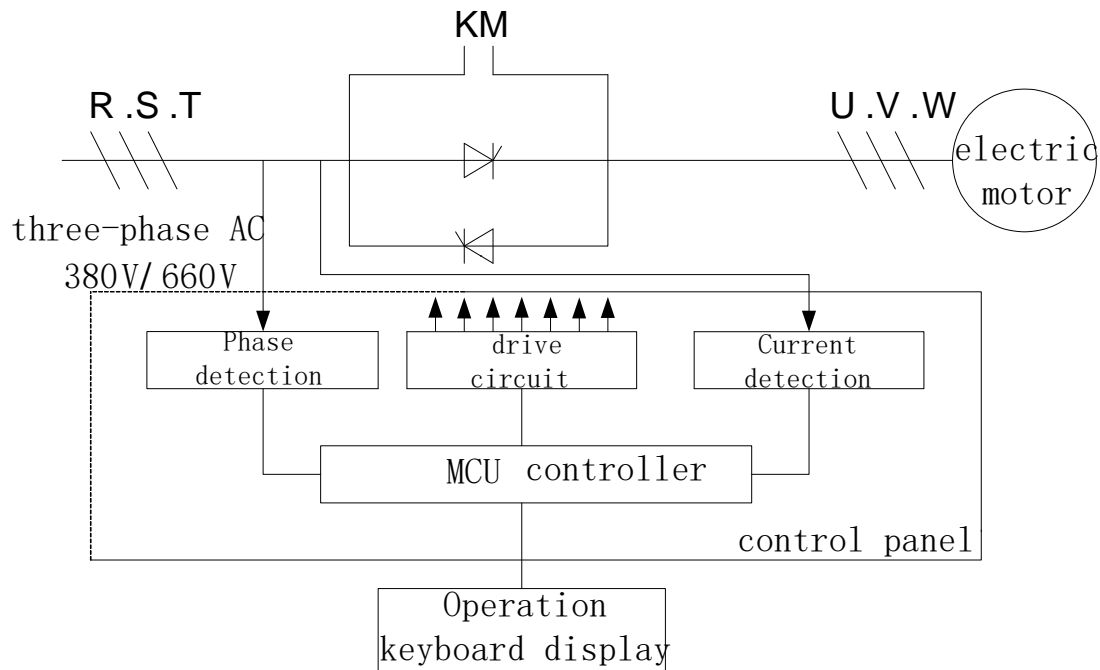 KM
R .S .T
U .V .W
electric
motor
three-phase AC
380V/ 660V
Phase
detection
drive
circuit
Current
detection
MCU controller
control panel
Operation
keyboard display